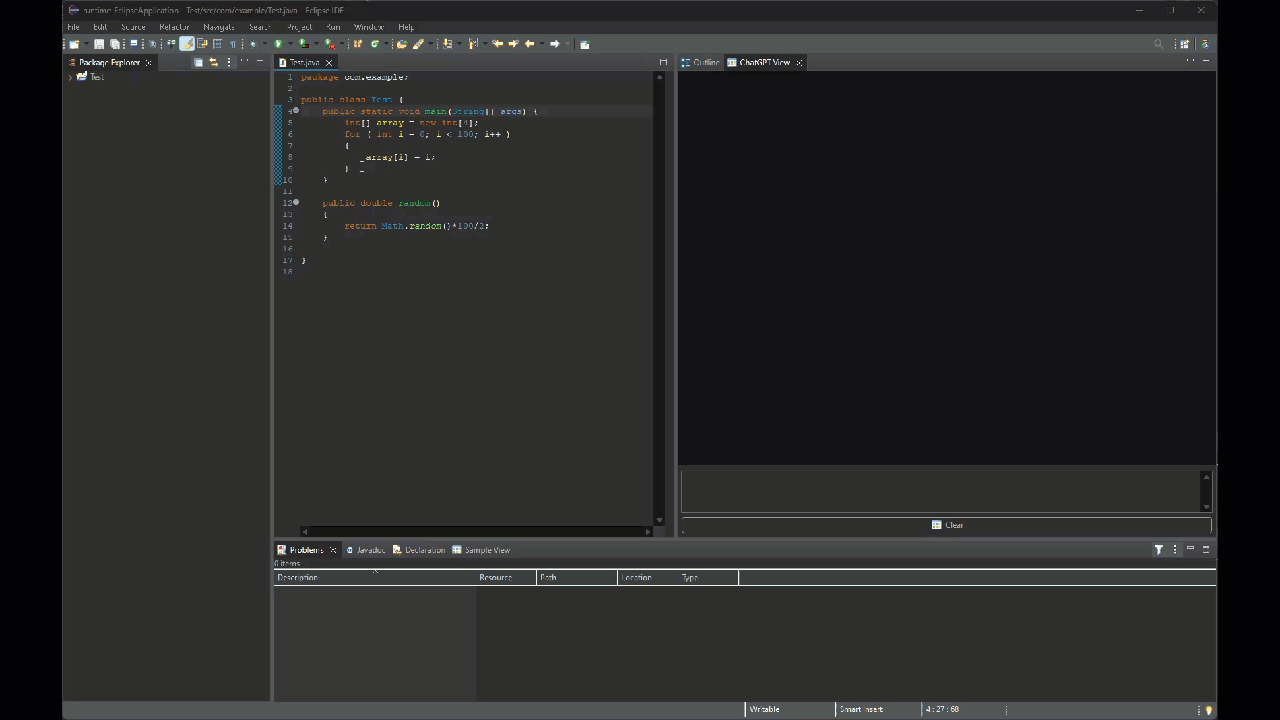 runtime-EclipseApplication - Test/src/com/example/Test.java - Eclipse IDE
File Edit Source Refactor Navigate Search Project Run Window Help
Package Explorer
Test
Test.java
1 package com.example;
2
3 public class Test {
4 public static void main(String[] args) {
5 int[] array = new int[4];
6 for ( int i = 0; i < 100; i++ )
7 {
8 array[i] = i;
9 }
10 }
11
12 public double random()
13 {
14 return Math.random()*100/
15 }
16
17 }
18
Outline ChatGPT View
Clear
Problems Javadoc Declaration Sample View
0 items
Description Resource Path Location Type
Writable Smart Insert 4 : 27 : 68